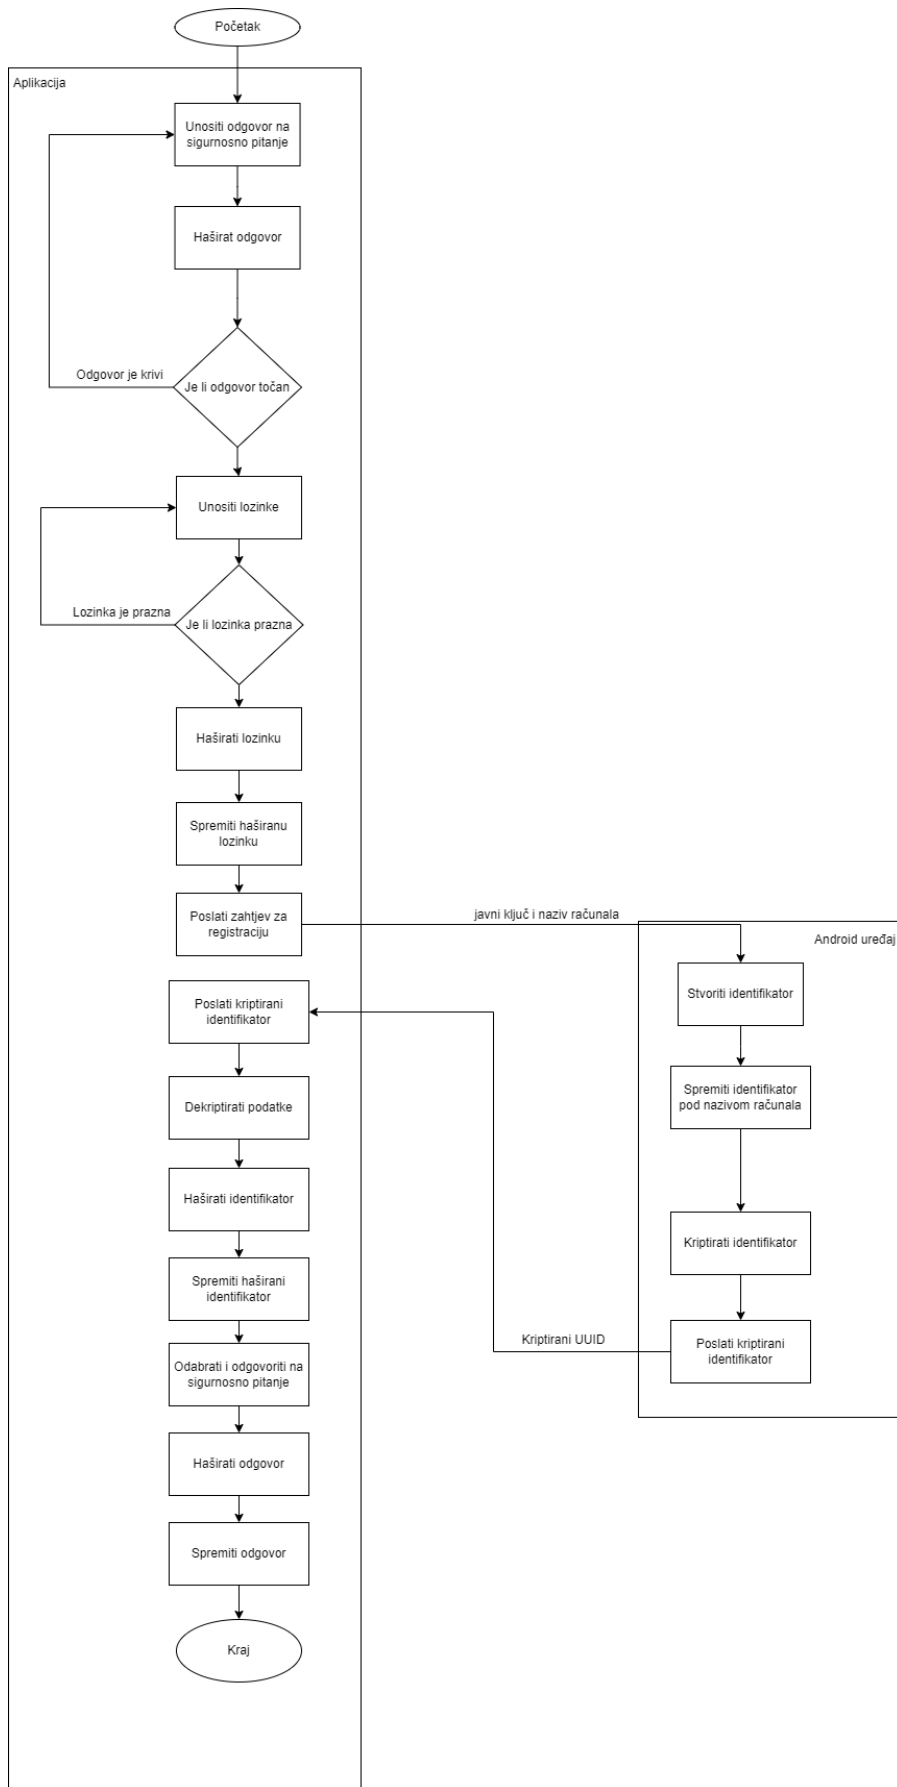 Početak
Aplikacija
Unositi odgovor na
sigurnosno pitanje
Haširat odgovor
Odgovor je krivi
Je li odgovor točan
Unositi lozinke
Lozinka je prazna
Je li lozinka prazna
Haširati lozinku
Spremiti haširanu
lozinku
Poslati zahtjev za
registraciju
javni ključ i naziv računala
Android uređaj
Stvoriti identifikator
Spremiti identifikator
pod nazivom računala
Kriptirati identifikator
Poslati kriptirani
identifikator
Kriptirani UUID
Poslati kriptirani
identifikator
Dekriptirati podatke
Haširati identifikator
Spremiti haširani
identifikator
Odabrati i odgovoriti na
sigurnosno pitanje
Haširati odgovor
Spremiti odgovor
Kraj